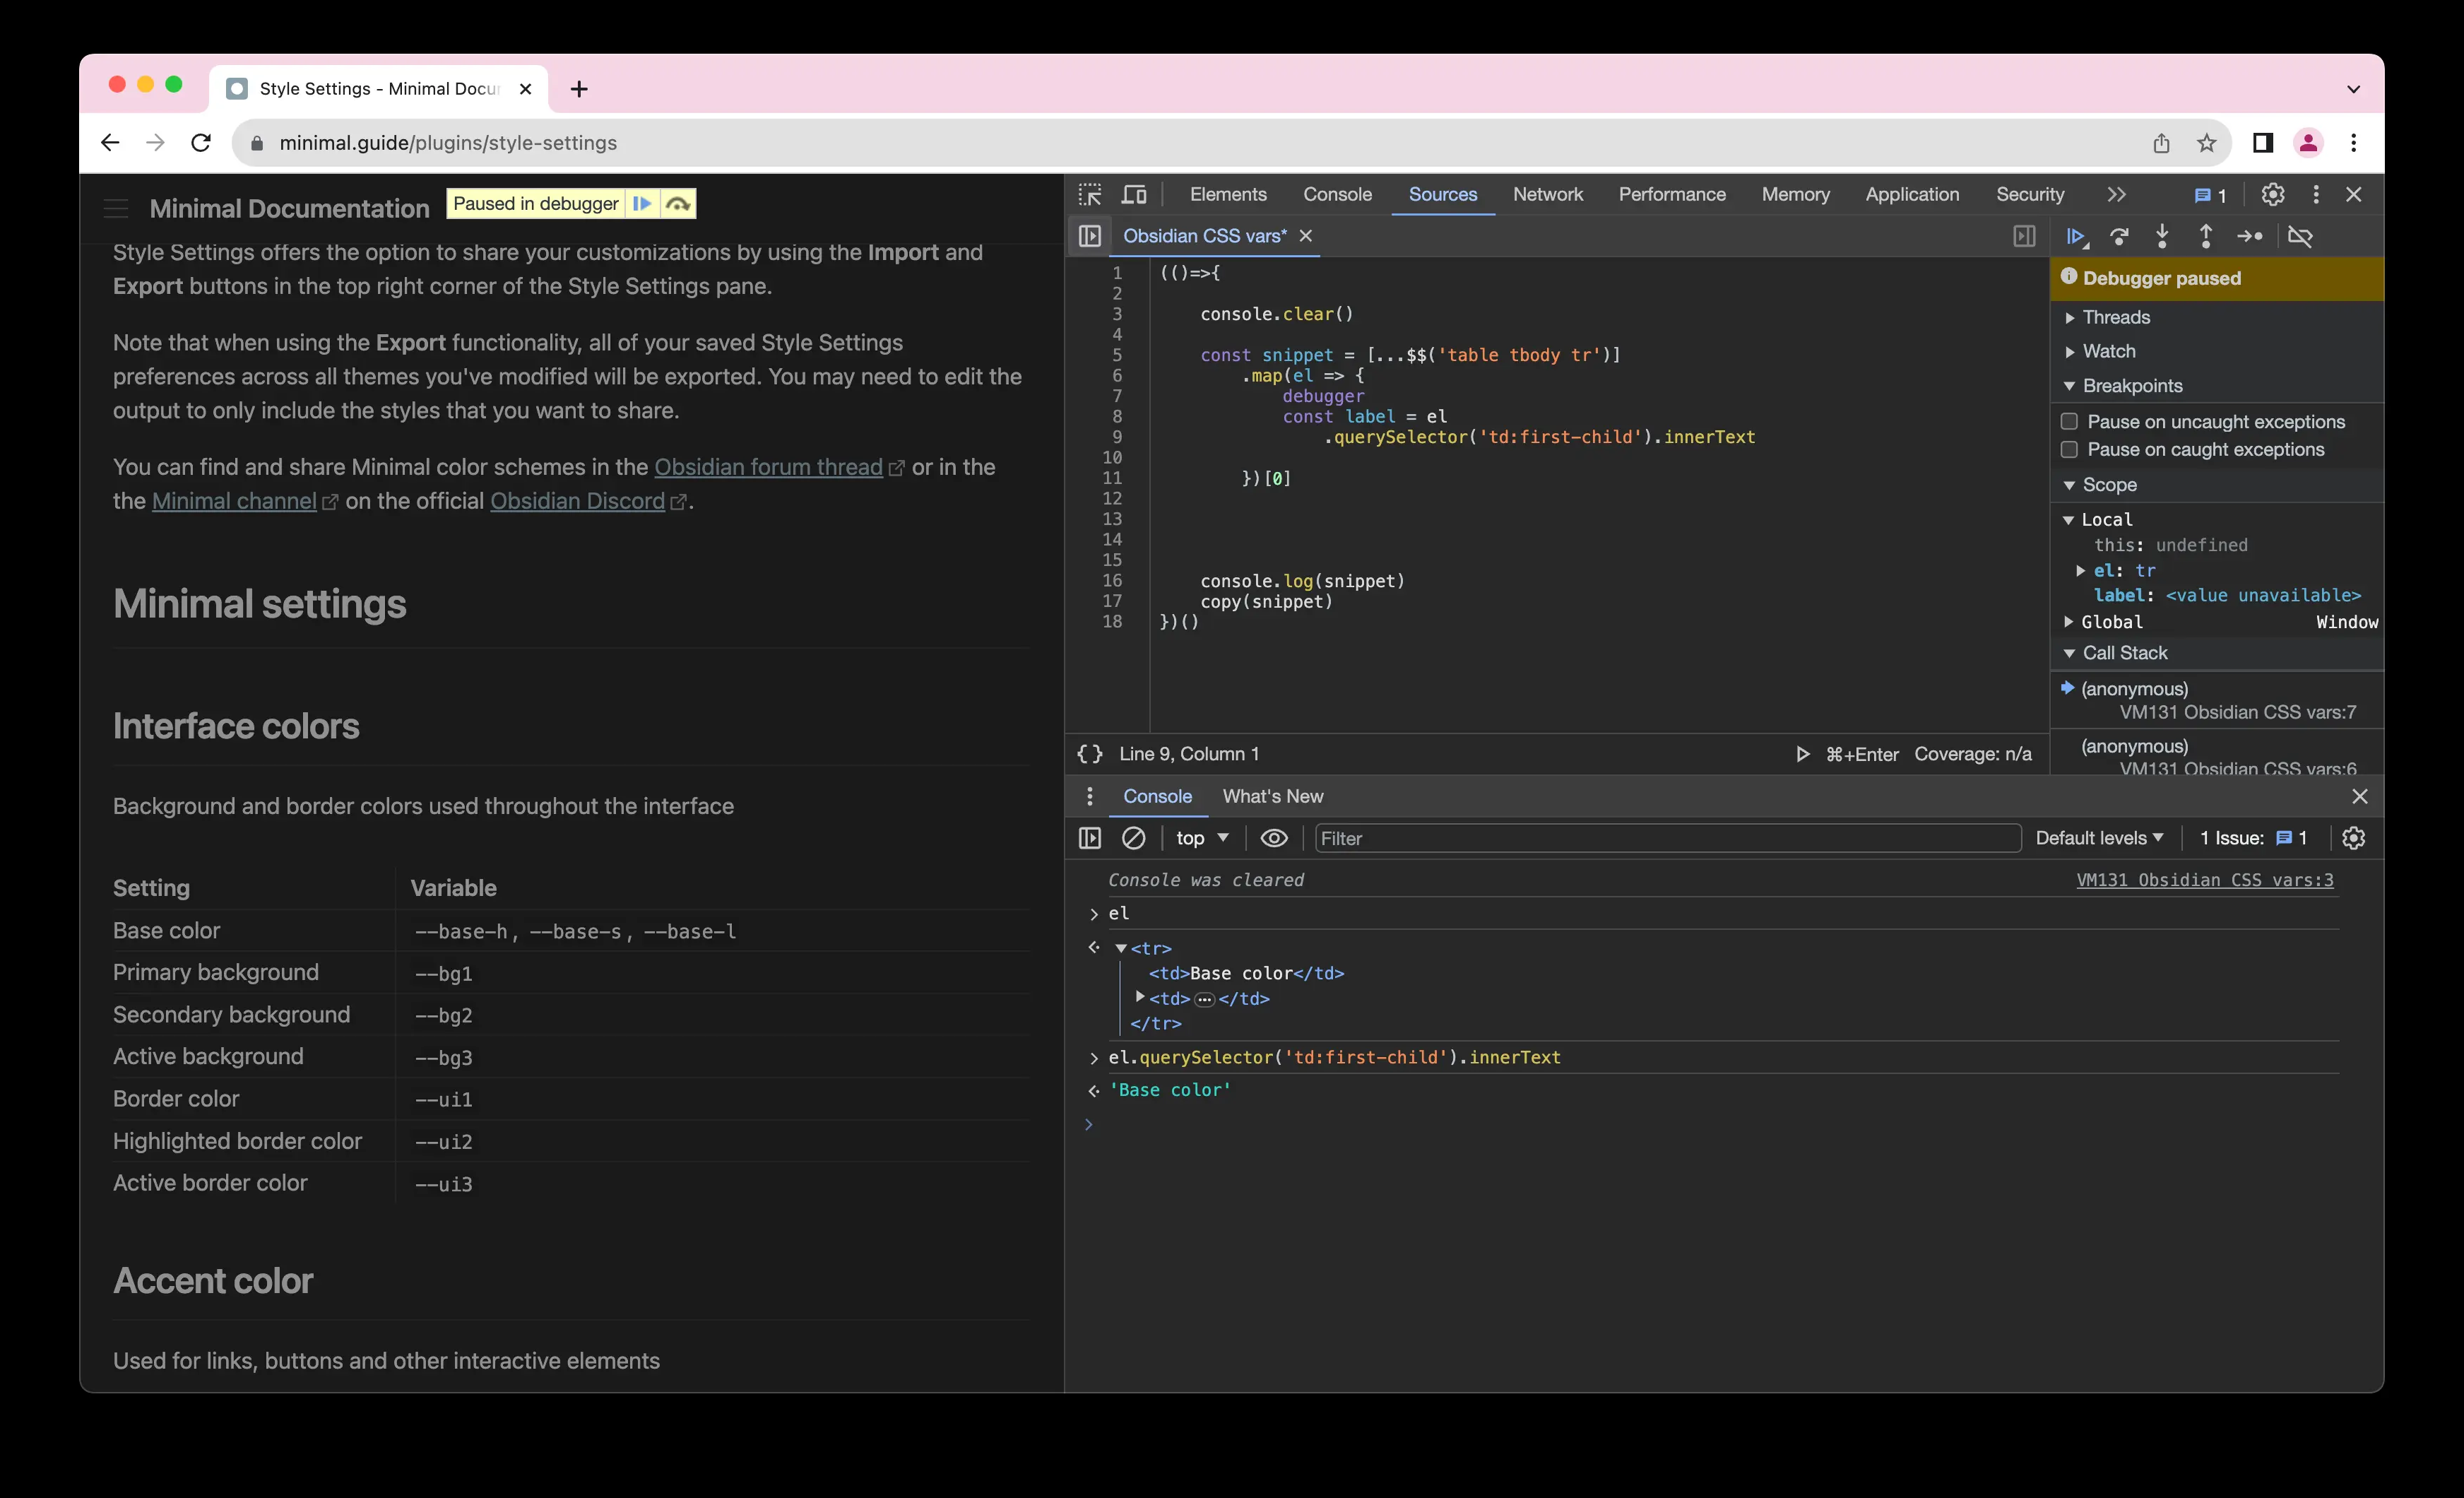 Style Settings - Minimal Docu
minimal.guide/plugins/style-settings
Minimal Documentation
Paused in debugger
Style Settings offers the option to share your customizations by using the Import and
Export buttons in the top right corner of the Style Settings pane.
Note that when using the Export functionality, all of your saved Style Settings
preferences across all themes you've modified will be exported. You may need to edit the
output to only include the styles that you want to share.
You can find and share Minimal color schemes in the Obsidian forum thread or in the
the Minimal channel on the official Obsidian Discord.
Minimal settings
Interface colors
Background and border colors used throughout the interface
Setting Variable
Base color --base-h, --base-s, --base-l
Primary background --bg1
Secondary background --bg2
Active background --bg3
Border color --ui1
Highlighted border color --ui2
Active border color --ui3
Accent color
Used for links, buttons and other interactive elements
Elements Console Sources Network Performance Memory Application Security 1
Obsidian CSS vars*
1 (()=>{
2
3 console.clear()
4
5 const snippet = [...$$('table tbody tr')]
6 .map(el => {
7 debugger
8 const label = el
9 .querySelector('td:first-child').innerText
10
11 })[0]
12
13
14
15
16 console.log(snippet)
17 copy(snippet)
18 })()
{ } Line 9, Column 1 ⌘+Enter Coverage: n/a
Debugger paused
Threads
Watch
Breakpoints
Pause on uncaught exceptions
Pause on caught exceptions
Scope
Local
this: undefined
el: tr
label: <value unavailable>
Global Window
Call Stack
(anonymous)
VM131 Obsidian CSS vars:7
(anonymous)
VM131 Obsidian CSS vars:6
Console What's New
top Filter Default levels 1 Issue: 1
Console was cleared VM131 Obsidian CSS vars:3
el
<tr>
<td>Base color</td>
<td>…</td>
</tr>
el.querySelector('td:first-child').innerText
'Base color'